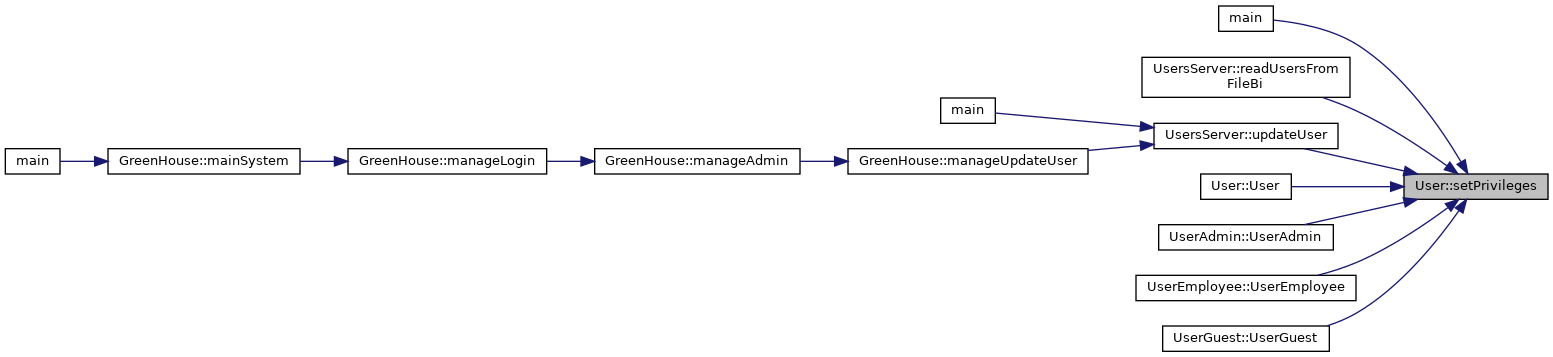 main
UsersServer::readUsersFrom
FileBi
main
UsersServer::updateUser
main
GreenHouse::mainSystem
GreenHouse::manageLogin
GreenHouse::manageAdmin
GreenHouse::manageUpdateUser
User::User
User::setPrivileges
UserAdmin::UserAdmin
UserEmployee::UserEmployee
UserGuest::UserGuest